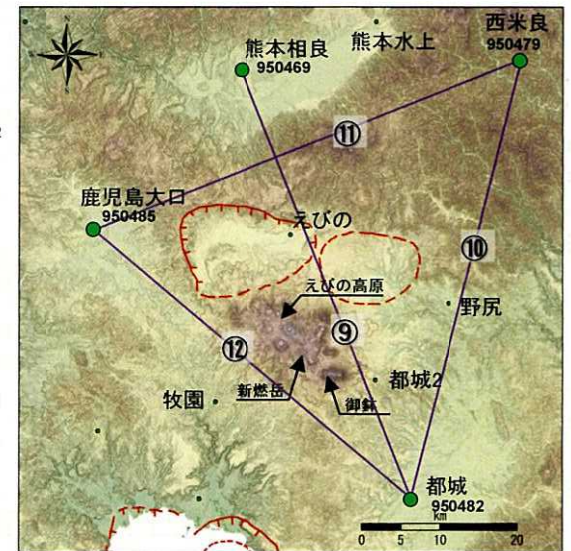 西米良
950479
熊本水上
熊本相良
950469
⑪
鹿児島大口
950485
えびの
⑩
えびの高原
野尻
⑨
⑫
都城2
新燃岳
御鉢
牧園
都城
950482
km
0 5 10 20